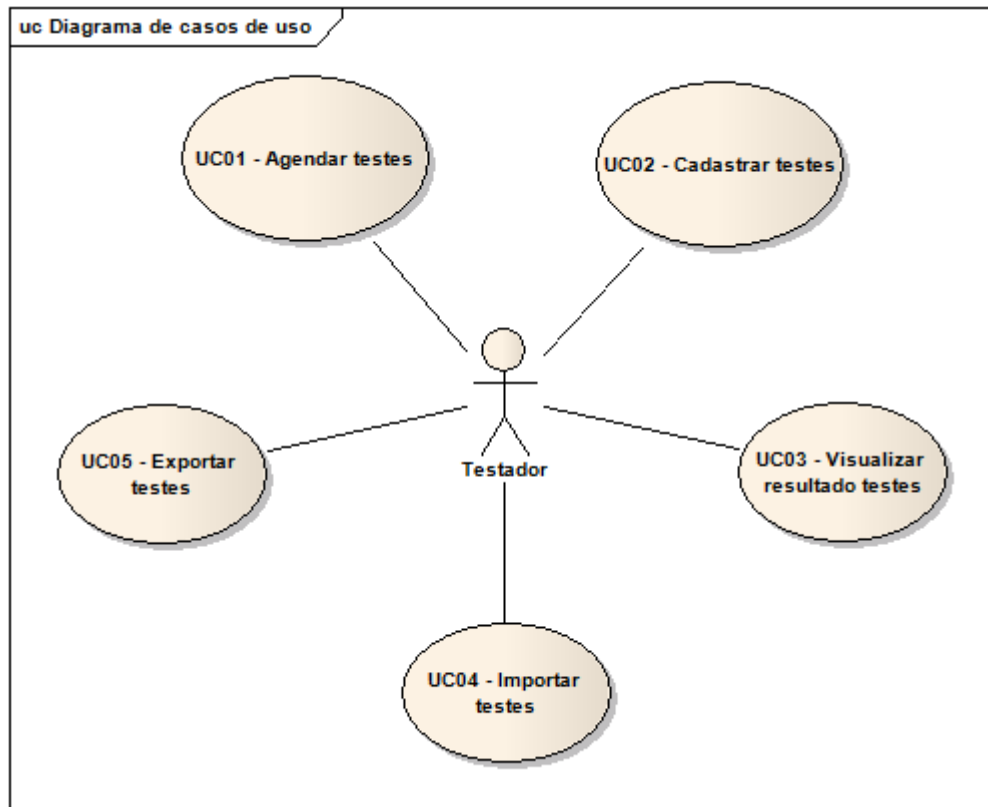 uc Diagrama de casos de uso
UC01 - Agendar testes
UC02 - Cadastrar testes
UC05 - Exportar
testes
Testador
UC03 - Visualizar
resultado testes
UC04 - Importar
testes